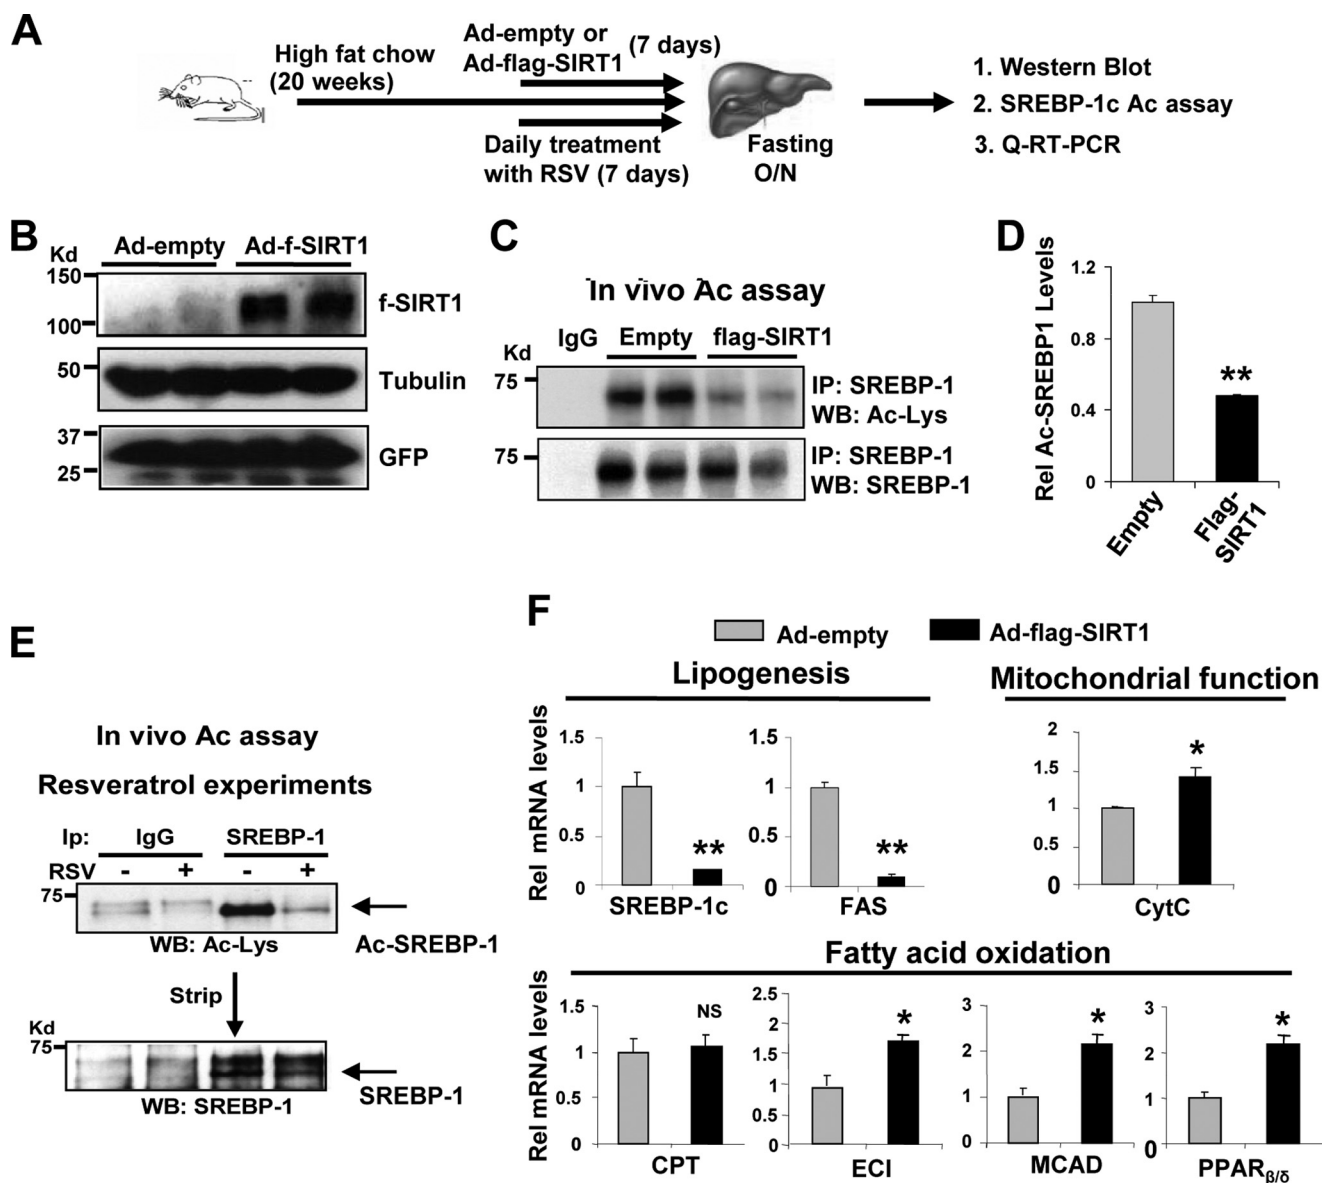 A
High fat chow
(20 weeks)
Ad-empty or
Ad-flag-SIRT1
(7 days)
Daily treatment
with RSV (7 days)
Fasting
O/N
1. Western Blot
2. SREBP-1c Ac assay
3. Q-RT-PCR
B
Kd
Ad-empty
Ad-f-SIRT1
150
100
f-SIRT1
50
Tubulin
37
25
GFP
C
In vivo Ac assay
Kd
IgG
Empty
flag-SIRT1
75
IP: SREBP-1
WB: Ac-Lys
75
IP: SREBP-1
WB: SREBP-1
D
Rel Ac-SREBP1 Levels
1.2
0.8
0.4
0
**
Empty
Flag-
SIRT1
E
In vivo Ac assay
Resveratrol experiments
Ip: IgG SREBP-1
RSV - + - +
75
WB: Ac-Lys
Ac-SREBP-1
Strip
Kd
75
WB: SREBP-1
SREBP-1
F
Ad-empty
Ad-flag-SIRT1
Lipogenesis
Mitochondrial function
Rel mRNA levels
1.5
1
0.5
0
**
SREBP-1c
1.5
1
0.5
0
**
FAS
2
1.5
1
0.5
0
*
CytC
Fatty acid oxidation
Rel mRNA levels
1.5
1
0.5
0
NS
CPT
2.5
2
1.5
1
0.5
0
*
ECI
3
2
1
0
*
MCAD
3
2
1
0
*
PPARβ/δ